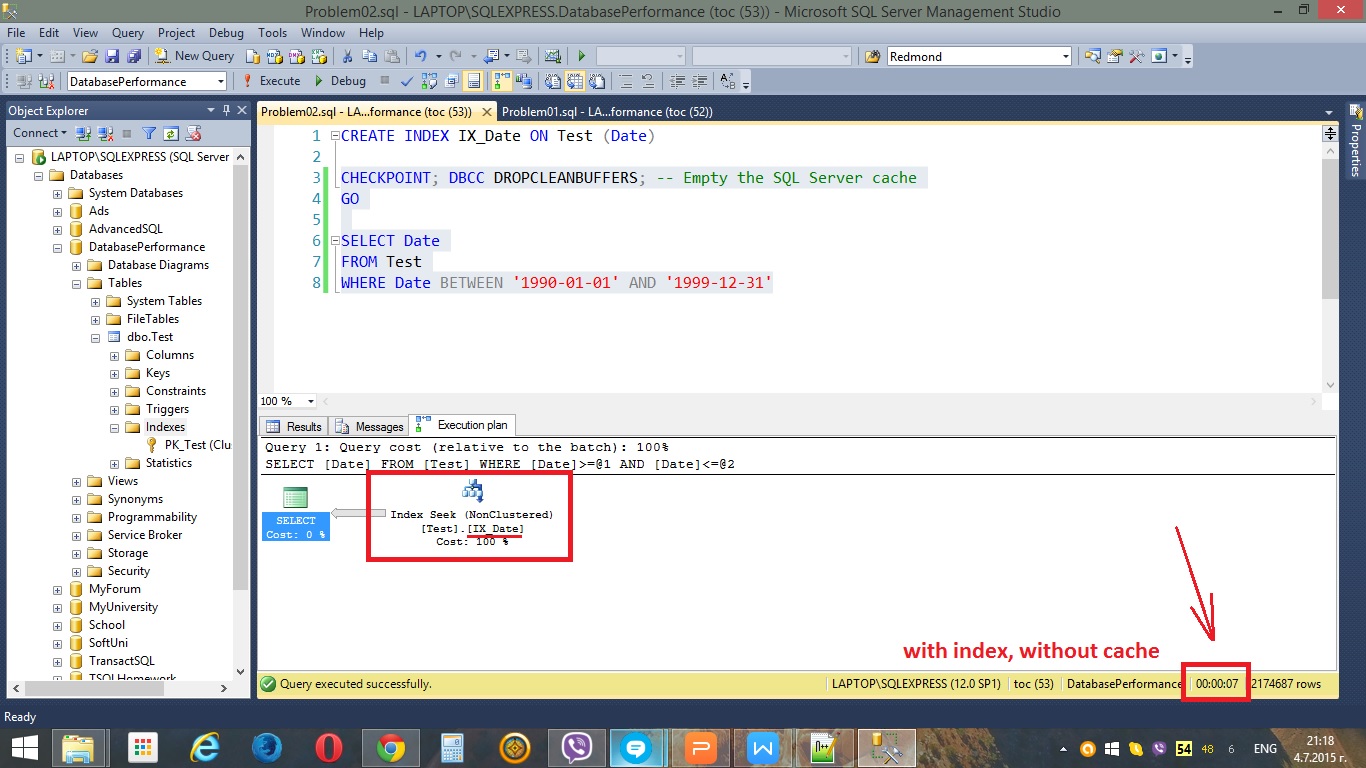 Problem02.sql - LAPTOP\SQLEXPRESS.DatabasePerformance (toc (53)) - Microsoft SQL Server Management Studio
File Edit View Query Project Debug Tools Window Help
New Query
Redmond
DatabasePerformance
Execute
Debug
Object Explorer
Connect
LAPTOP\SQLEXPRESS (SQL Server
Databases
System Databases
Ads
AdvancedSQL
DatabasePerformance
Database Diagrams
Tables
System Tables
FileTables
dbo.Test
Columns
Keys
Constraints
Triggers
Indexes
PK_Test (Clu
Statistics
Views
Synonyms
Programmability
Service Broker
Storage
Security
MyForum
MyUniversity
School
SoftUni
TransactSQL
TSQLHomework
Problem02.sql - LA...formance (toc (53))
Problem01.sql - LA...formance (toc (52))
1 CREATE INDEX IX_Date ON Test (Date)
2
3 CHECKPOINT; DBCC DROPCLEANBUFFERS; -- Empty the SQL Server cache
4 GO
5
6 SELECT Date
7 FROM Test
8 WHERE Date BETWEEN '1990-01-01' AND '1999-12-31'
100 %
Results Messages Execution plan
Query 1: Query cost (relative to the batch): 100%
SELECT [Date] FROM [Test] WHERE [Date]>=@1 AND [Date]<=@2
SELECT
Cost: 0 %
Index Seek (NonClustered)
[Test].[IX_Date]
Cost: 100 %
with index, without cache
Query executed successfully.
LAPTOP\SQLEXPRESS (12.0 SP1) toc (53) DatabasePerformance 00:00:07 2174687 rows
Properties
Ready
54 48 6 ENG
21:18
4.7.2015 г.